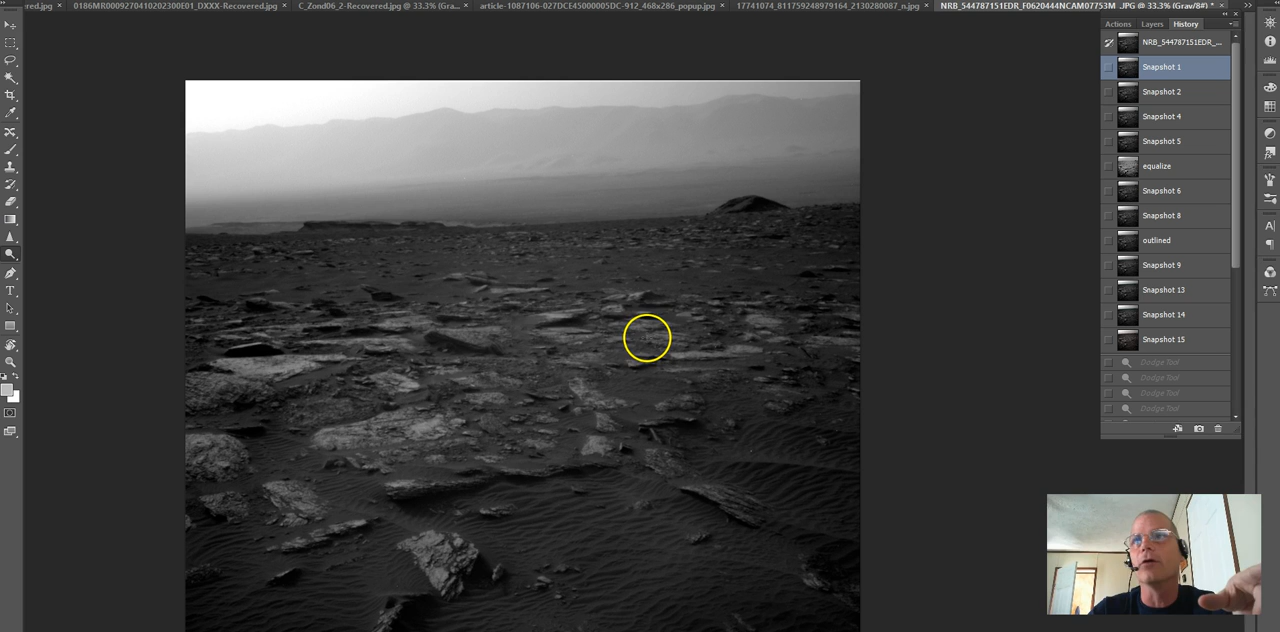 red.jpg
0186MR0009270410202300E01_DXXX-Recovered.jpg
C_Zond06_2-Recovered.jpg @ 33.3% (Gra...
article-1087106-027DCE45000005DC-912_468x286_popup.jpg
17741074_811759248979164_2130280087_n.jpg
NRB_544787151EDR_F0620444NCAM07753M_.JPG @ 33.3% (Gray/8#) *
Actions Layers History
NRB_544787151EDR_...
Snapshot 1
Snapshot 2
Snapshot 4
Snapshot 5
equalize
Snapshot 6
Snapshot 8
outlined
Snapshot 9
Snapshot 13
Snapshot 14
Snapshot 15
Dodge Tool
Dodge Tool
Dodge Tool
Dodge Tool